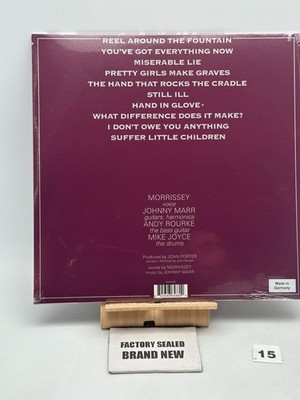 REEL AROUND THE FOUNTAIN
YOU'VE GOT EVERYTHING NOW
MISERABLE LIE
PRETTY GIRLS MAKE GRAVES
THE HAND THAT ROCKS THE CRADLE
STILL ILL
HAND IN GLOVE*
WHAT DIFFERENCE DOES IT MAKE?
I DON'T OWE YOU ANYTHING
SUFFER LITTLE CHILDREN
MORRISSEY
voice
JOHNNY MARR
guitars, harmonica
ANDY ROURKE
the bass guitar
MIKE JOYCE
the drums
Produced by JOHN PORTER
words by MORRISSEY
music by JOHNNY MARR
Made in
Germany
FACTORY SEALED
BRAND NEW
15